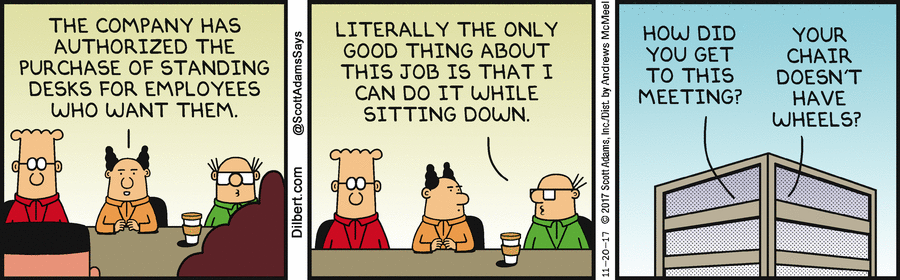 THE COMPANY HAS
AUTHORIZED THE
PURCHASE OF STANDING
DESKS FOR EMPLOYEES
WHO WANT THEM.
Dilbert.com @ScottAdamsSays
LITERALLY THE ONLY
GOOD THING ABOUT
THIS JOB IS THAT I
CAN DO IT WHILE
SITTING DOWN.
11-20-17 © 2017 Scott Adams, Inc./Dist. by Andrews McMeel
HOW DID
YOU GET
TO THIS
MEETING?
YOUR
CHAIR
DOESN'T
HAVE
WHEELS?